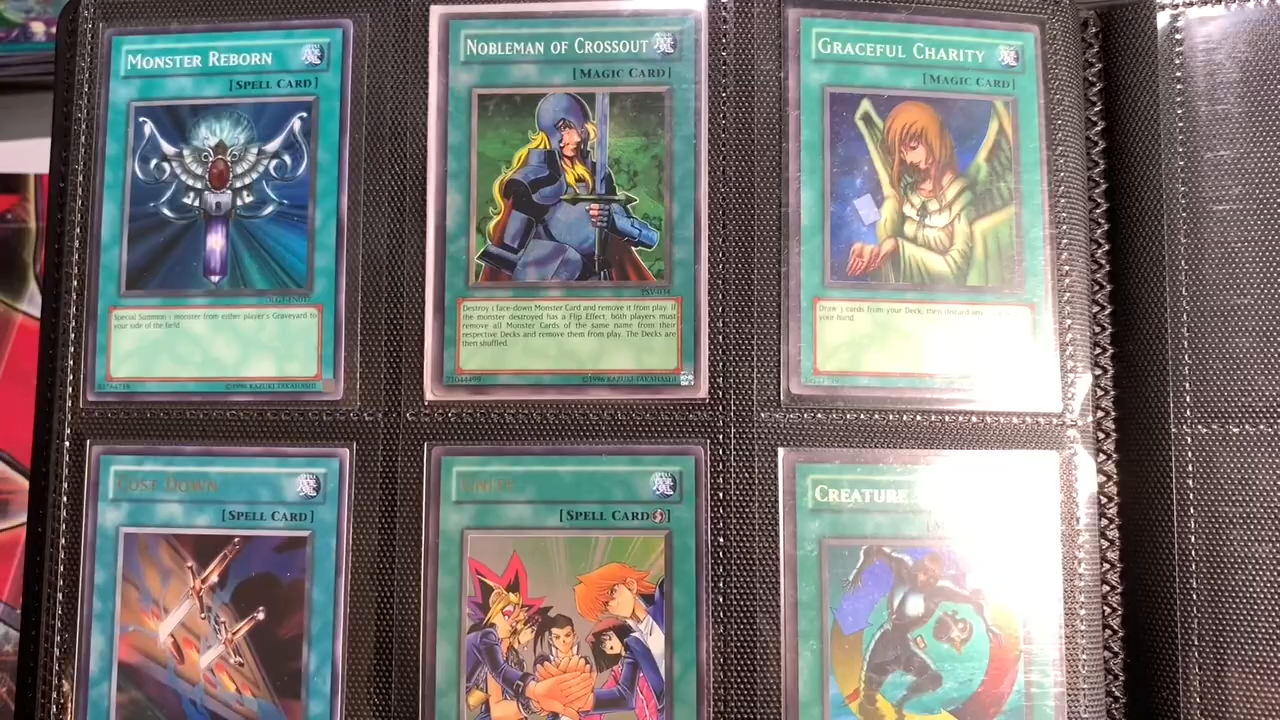 MONSTER REBORN
[SPELL CARD]
DLG1-EN017
Special Summon 1 monster from either player's Graveyard to
your side of the field.
©1996 KAZUKI TAKAHASHI
NOBLEMAN OF CROSSOUT
[MAGIC CARD]
PSV-034
Destroy 1 face-down Monster Card and remove it from play. If
the monster destroyed has a Flip Effect, both players must
remove all Monster Cards of the same name from their
respective Decks and remove them from play. The Decks are
then shuffled.
71044499
©1996 KAZUKI TAKAHASHI
GRACEFUL CHARITY
[MAGIC CARD]
Draw 3 cards from your Deck, then discard any
your hand.
COST DOWN
[SPELL CARD]
UNITY
[SPELL CARD]
CREATURE